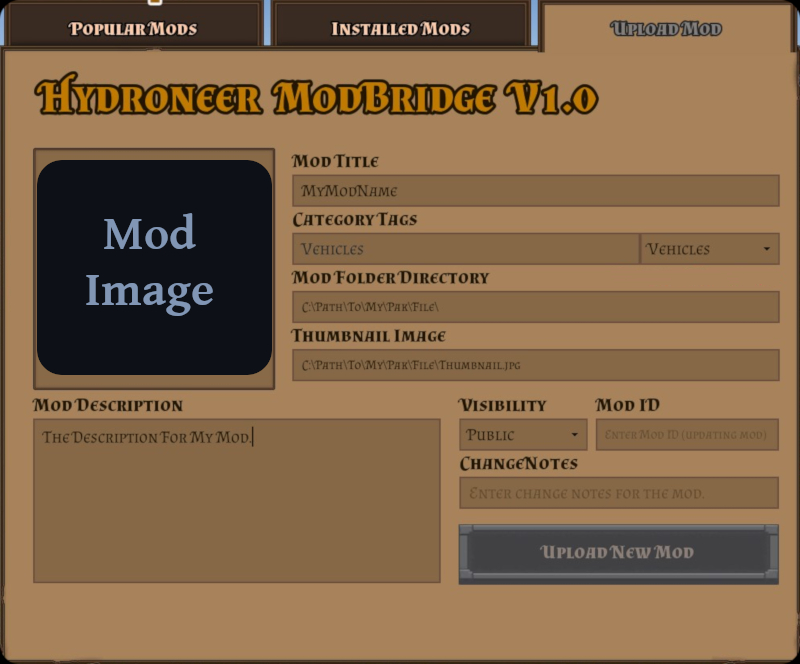 Popular Mods
Installed Mods
Upload Mod
Hydroneer ModBridge V1.0
Mod
Image
Mod Title
MyModName
Category Tags
Vehicles
Vehicles
Mod Folder Directory
C:\Path\To\My\Pak\File\
Thumbnail Image
C:\Path\To\My\Pak\File\Thumbnail.jpg
Mod Description
The Description For My Mod.
Visibility
Mod ID
Public
Enter Mod ID (updating mod)
ChangeNotes
Enter change notes for the mod.
Upload New Mod